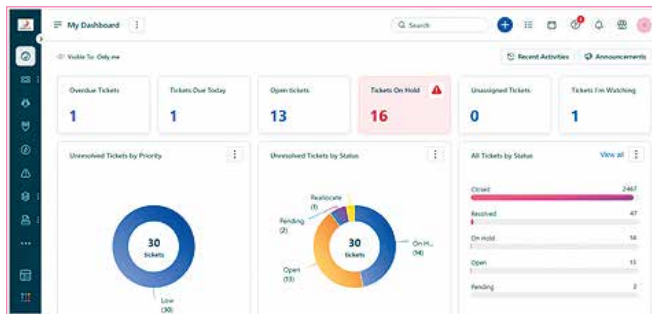 My Dashboard
Search
Visible To: Only me
Recent Activities
Announcements
Overdue Tickets
1
Tickets Due Today
1
Open tickets
13
Tickets On Hold
16
Unassigned Tickets
0
Tickets I'm Watching
1
Unresolved Tickets by Priority
30
tickets
Low
(30)
Unresolved Tickets by Status
Reallocate
(1)
Pending
(2)
30
tickets
On H...
(14)
Open
(13)
All Tickets by Status
View all
Closed 2467
Resolved 47
On Hold
Open 13
Pending 2